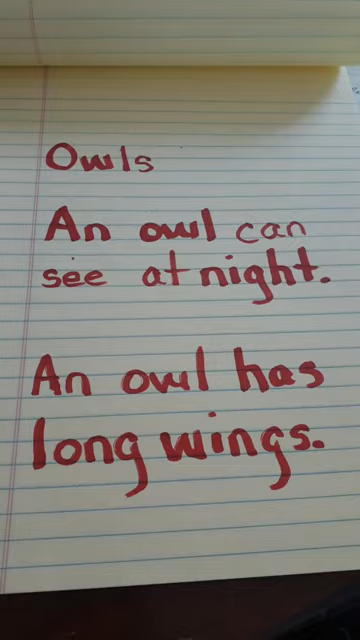 Owls
An owl can
see at night.
An owl has
long wings.